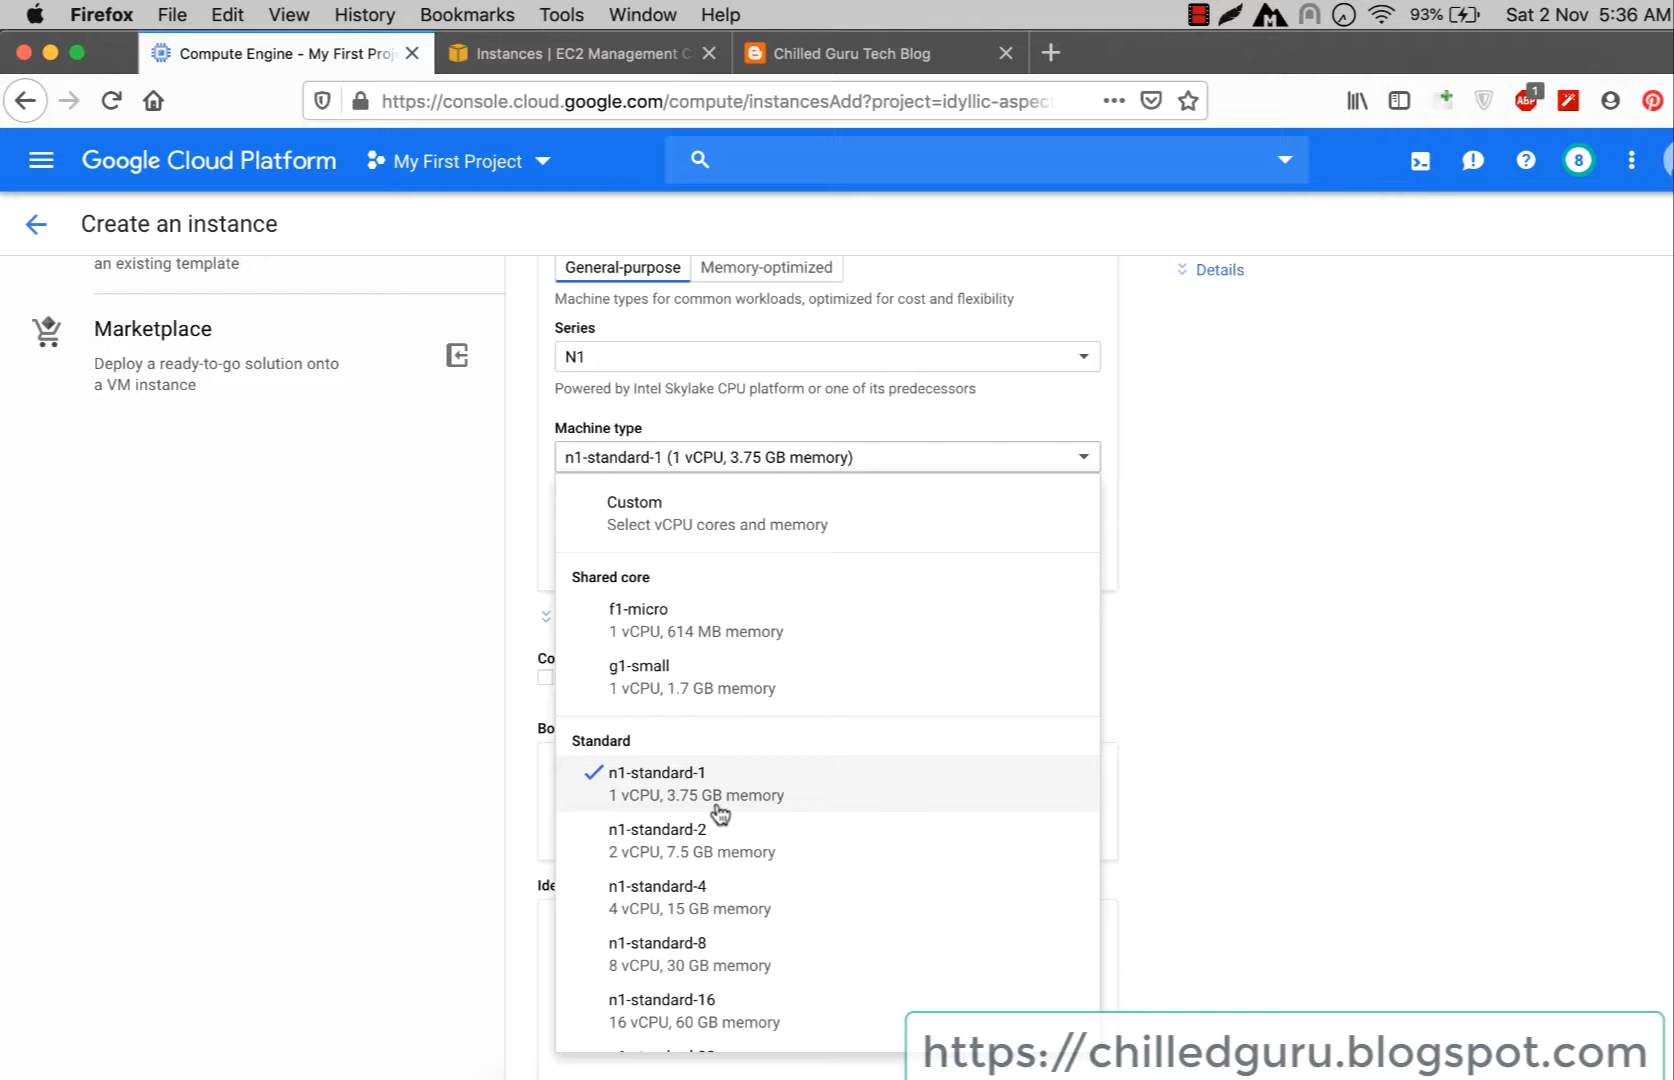 Firefox File Edit View History Bookmarks Tools Window Help 93% Sat 2 Nov 5:36 AM
Compute Engine - My First Proj Instances | EC2 Management C Chilled Guru Tech Blog
https://console.cloud.google.com/compute/instancesAdd?project=idyllic-aspect ABP 1
Google Cloud Platform My First Project 8
Create an instance
an existing template
General-purpose Memory-optimized
Details
Machine types for common workloads, optimized for cost and flexibility
Marketplace
Deploy a ready-to-go solution onto
a VM instance
Series
N1
Powered by Intel Skylake CPU platform or one of its predecessors
Machine type
n1-standard-1 (1 vCPU, 3.75 GB memory)
Custom
Select vCPU cores and memory
Shared core
f1-micro
1 vCPU, 614 MB memory
Co
g1-small
1 vCPU, 1.7 GB memory
Bo
Standard
n1-standard-1
1 vCPU, 3.75 GB memory
n1-standard-2
2 vCPU, 7.5 GB memory
Ide
n1-standard-4
4 vCPU, 15 GB memory
n1-standard-8
8 vCPU, 30 GB memory
n1-standard-16
16 vCPU, 60 GB memory
https://chilledguru.blogspot.com